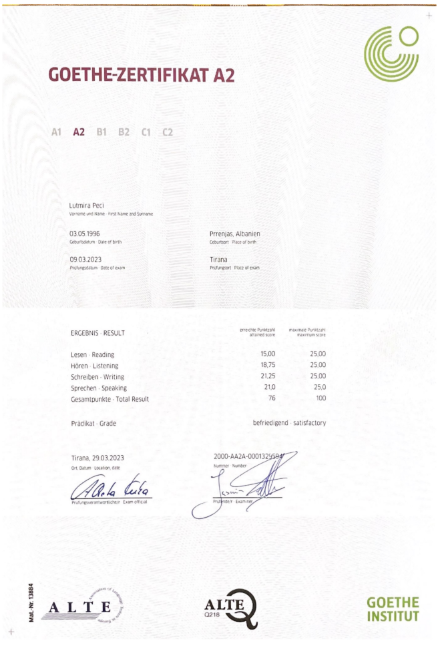 GOETHE-ZERTIFIKAT A2
A1 A2 B1 B2 C1 C2
Lutmira Peci
Vorname und Name · First Name and Surname
03.05.1996 Prrenjas, Albanien
Geburtsdatum · Date of birth Geburtsort · Place of birth
09.03.2023 Tirana
Prüfungsdatum · Date of exam Prüfungsort · Place of exam
ERGEBNIS · RESULT erreichte Punktzahl maximale Punktzahl
attained score maximum score
Lesen · Reading 15,00 25,00
Hören · Listening 18,75 25,00
Schreiben · Writing 21,25 25,00
Sprechen · Speaking 21,0 25,0
Gesamtpunkte · Total Result 76 100
Prädikat · Grade befriedigend · satisfactory
Tirana, 29.03.2023
Ort, Datum · Location, date Nummer · Number
Prüfungsverantwortliche/r · Exam official Prüfende/r · Examiner
Mat.-Nr. 13884
ALTE
ALTE
Q218
GOETHE
INSTITUT